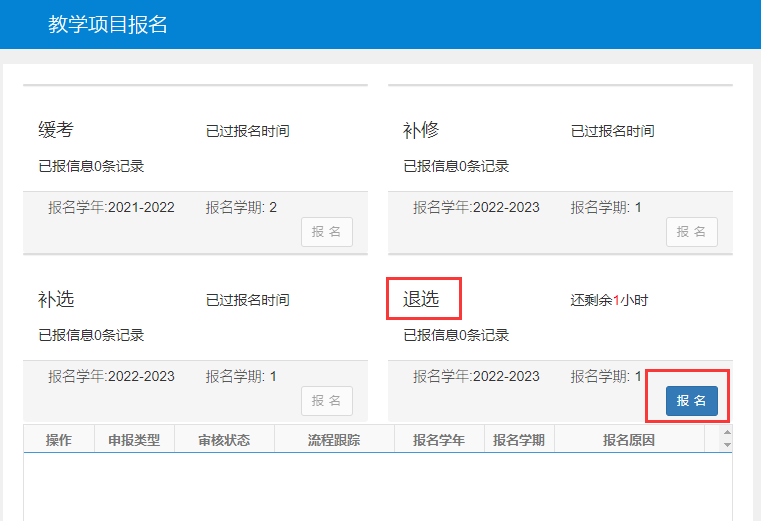 教学项目报名
缓考 已过报名时间
已报信息0条记录
报名学年:2021-2022 报名学期: 2
报 名
补修 已过报名时间
已报信息0条记录
报名学年:2022-2023 报名学期: 1
报 名
补选 已过报名时间
已报信息0条记录
报名学年:2022-2023 报名学期: 1
报 名
退选 还剩余1小时
已报信息0条记录
报名学年:2022-2023 报名学期: 1
报 名
操作 申报类型 审核状态 流程跟踪 报名学年 报名学期 报名原因